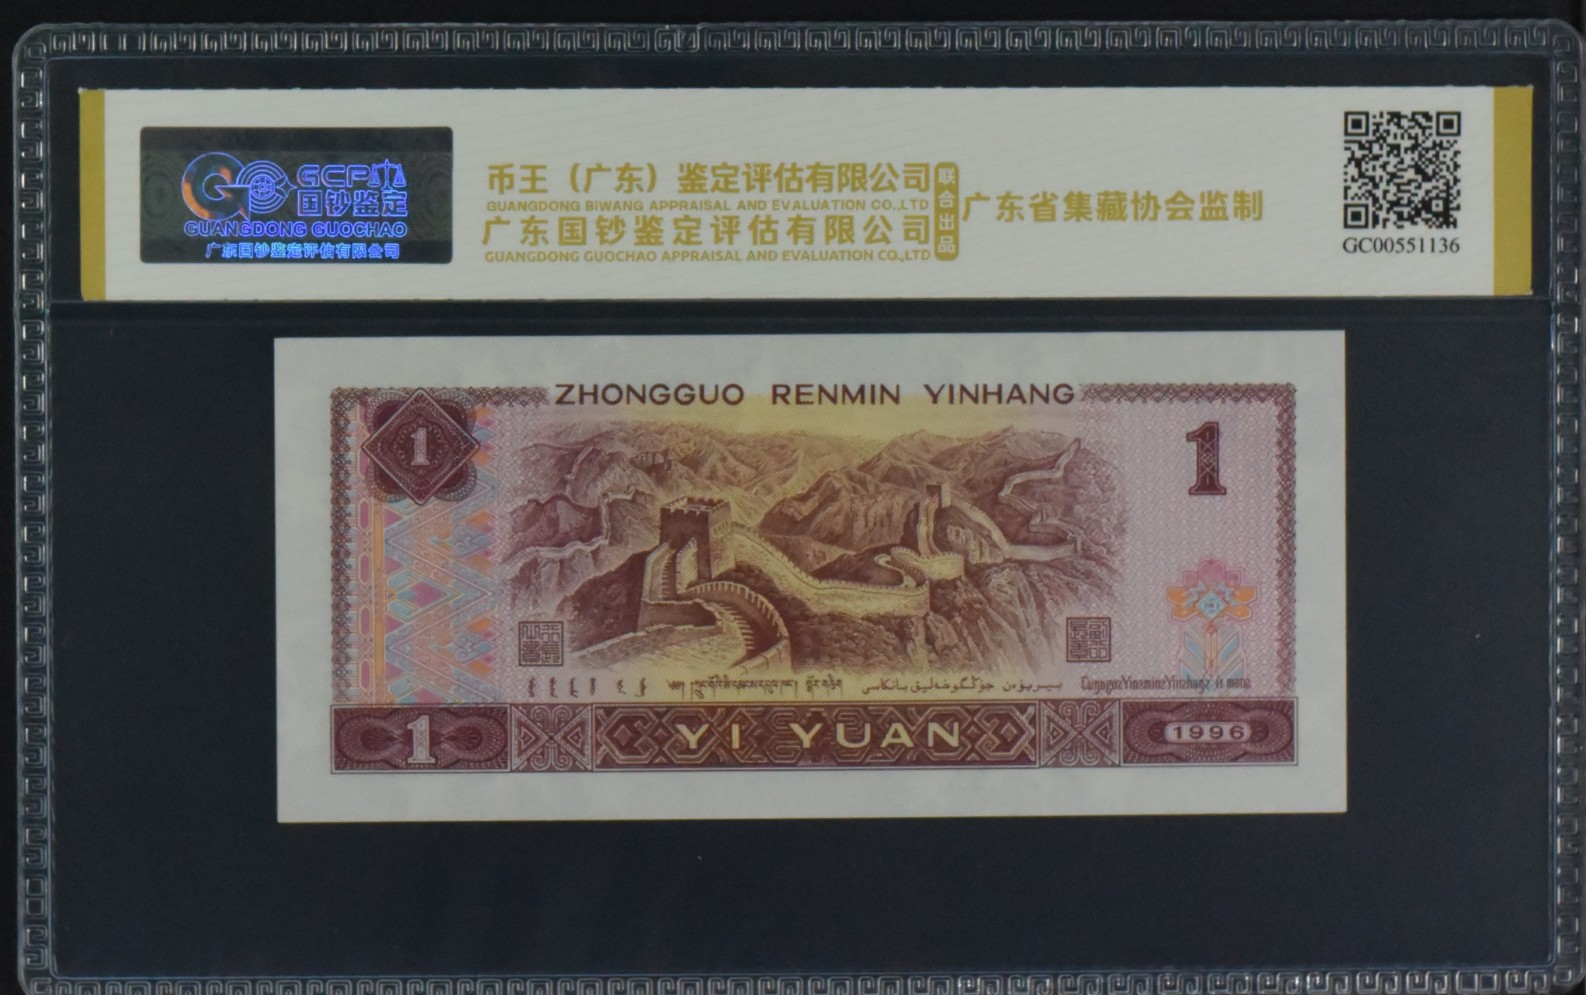 GCP
国钞鉴定
GUANGDONG GUOCHAO
广东国钞鉴定评估有限公司
币王（广东）鉴定评估有限公司
GUANGDONG BIWANG APPRAISAL AND EVALUATION CO.,LTD
广东国钞鉴定评估有限公司
GUANGDONG GUOCHAO APPRAISAL AND EVALUATION CO.,LTD
联合出品
广东省集藏协会监制
GC00551136
ZHONGGUO RENMIN YINHANG
1
1
1
YI YUAN
1996